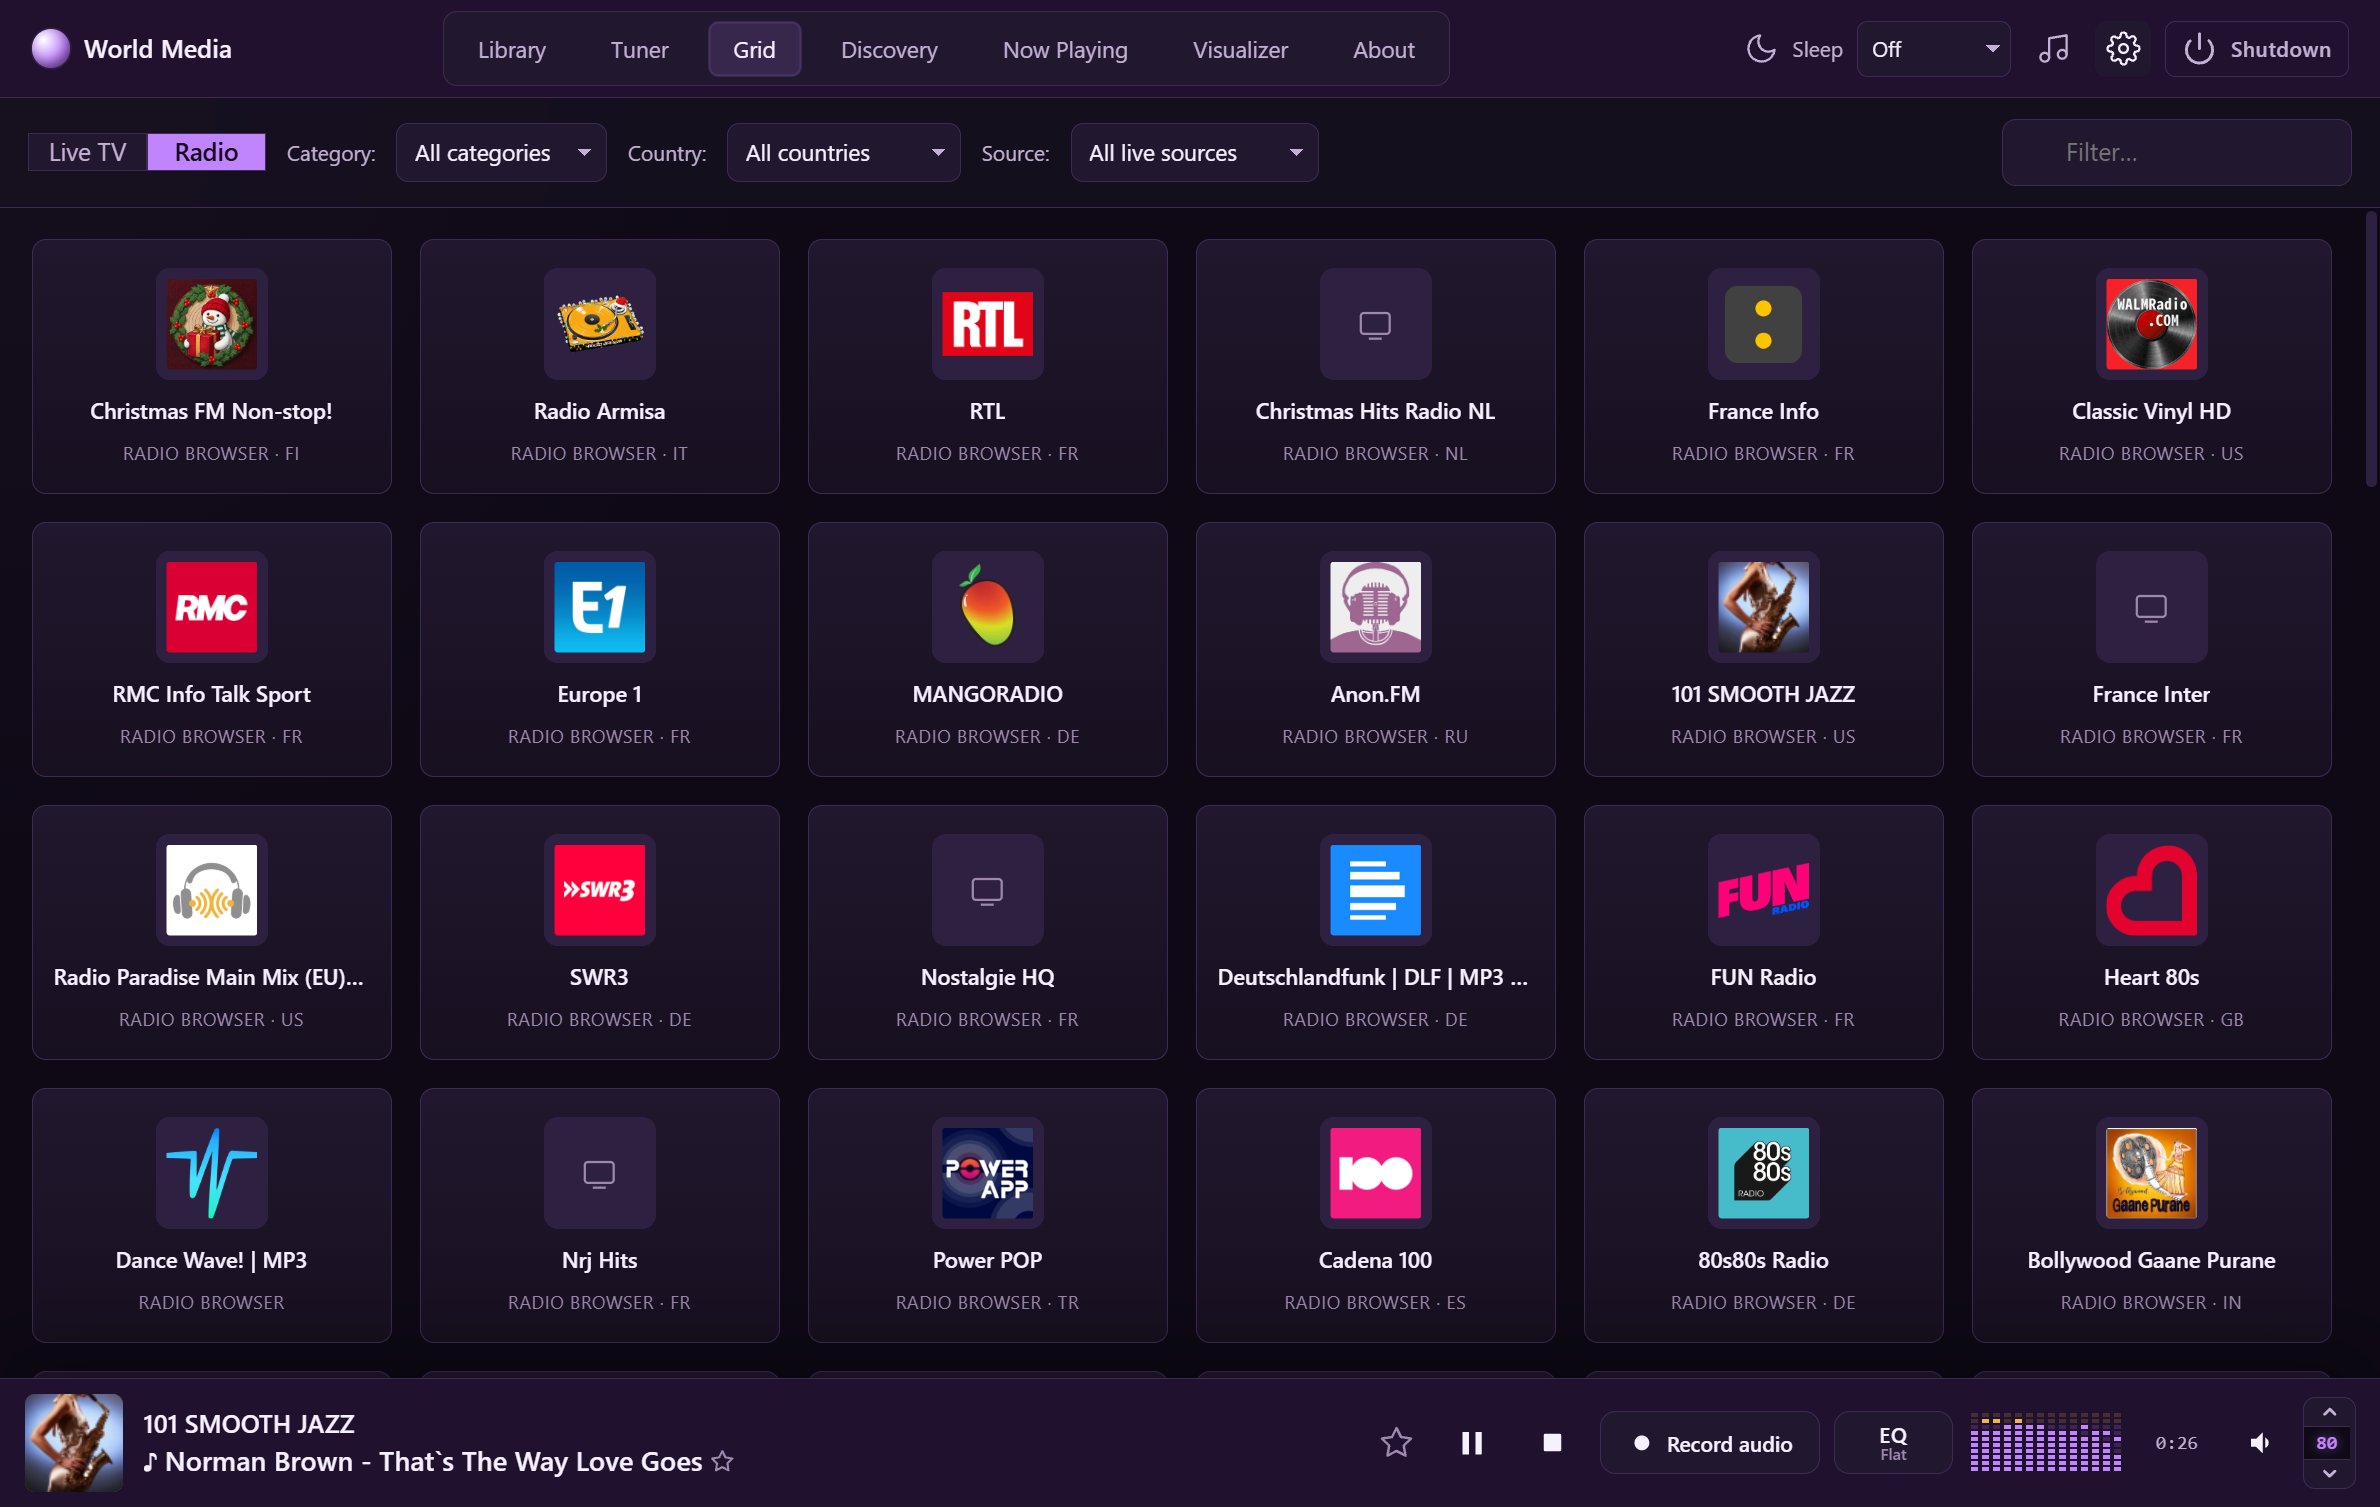 World Media
Library
Tuner
Grid
Discovery
Now Playing
Visualizer
About
Sleep
Off
Shutdown
Live TV
Radio
Category:
All categories
Country:
All countries
Source:
All live sources
Filter...
Christmas FM Non-stop!
RADIO BROWSER · FI
Radio Armisa
RADIO BROWSER · IT
RTL
RTL
RADIO BROWSER · FR
Christmas Hits Radio NL
RADIO BROWSER · NL
France Info
RADIO BROWSER · FR
WALMRadio
.COM
Classic Vinyl HD
RADIO BROWSER · US
RMC
RMC Info Talk Sport
RADIO BROWSER · FR
E1
Europe 1
RADIO BROWSER · FR
MANGORADIO
RADIO BROWSER · DE
Anon.FM
RADIO BROWSER · RU
101 SMOOTH JAZZ
RADIO BROWSER · US
France Inter
RADIO BROWSER · FR
Radio Paradise Main Mix (EU)...
RADIO BROWSER · US
SWR3
SWR3
RADIO BROWSER · DE
Nostalgie HQ
RADIO BROWSER · FR
Deutschlandfunk | DLF | MP3 ...
RADIO BROWSER · DE
FUN
RADIO
FUN Radio
RADIO BROWSER · FR
Heart 80s
RADIO BROWSER · GB
Dance Wave! | MP3
RADIO BROWSER
Nrj Hits
RADIO BROWSER · FR
POWER
APP
Power POP
RADIO BROWSER · TR
100
Cadena 100
RADIO BROWSER · ES
80s
80s
RADIO
80s80s Radio
RADIO BROWSER · DE
Bollywood
Gaane Purane
Bollywood Gaane Purane
RADIO BROWSER · IN
101 SMOOTH JAZZ
♪ Norman Brown - That`s The Way Love Goes
Record audio
EQ
Flat
0:26
80